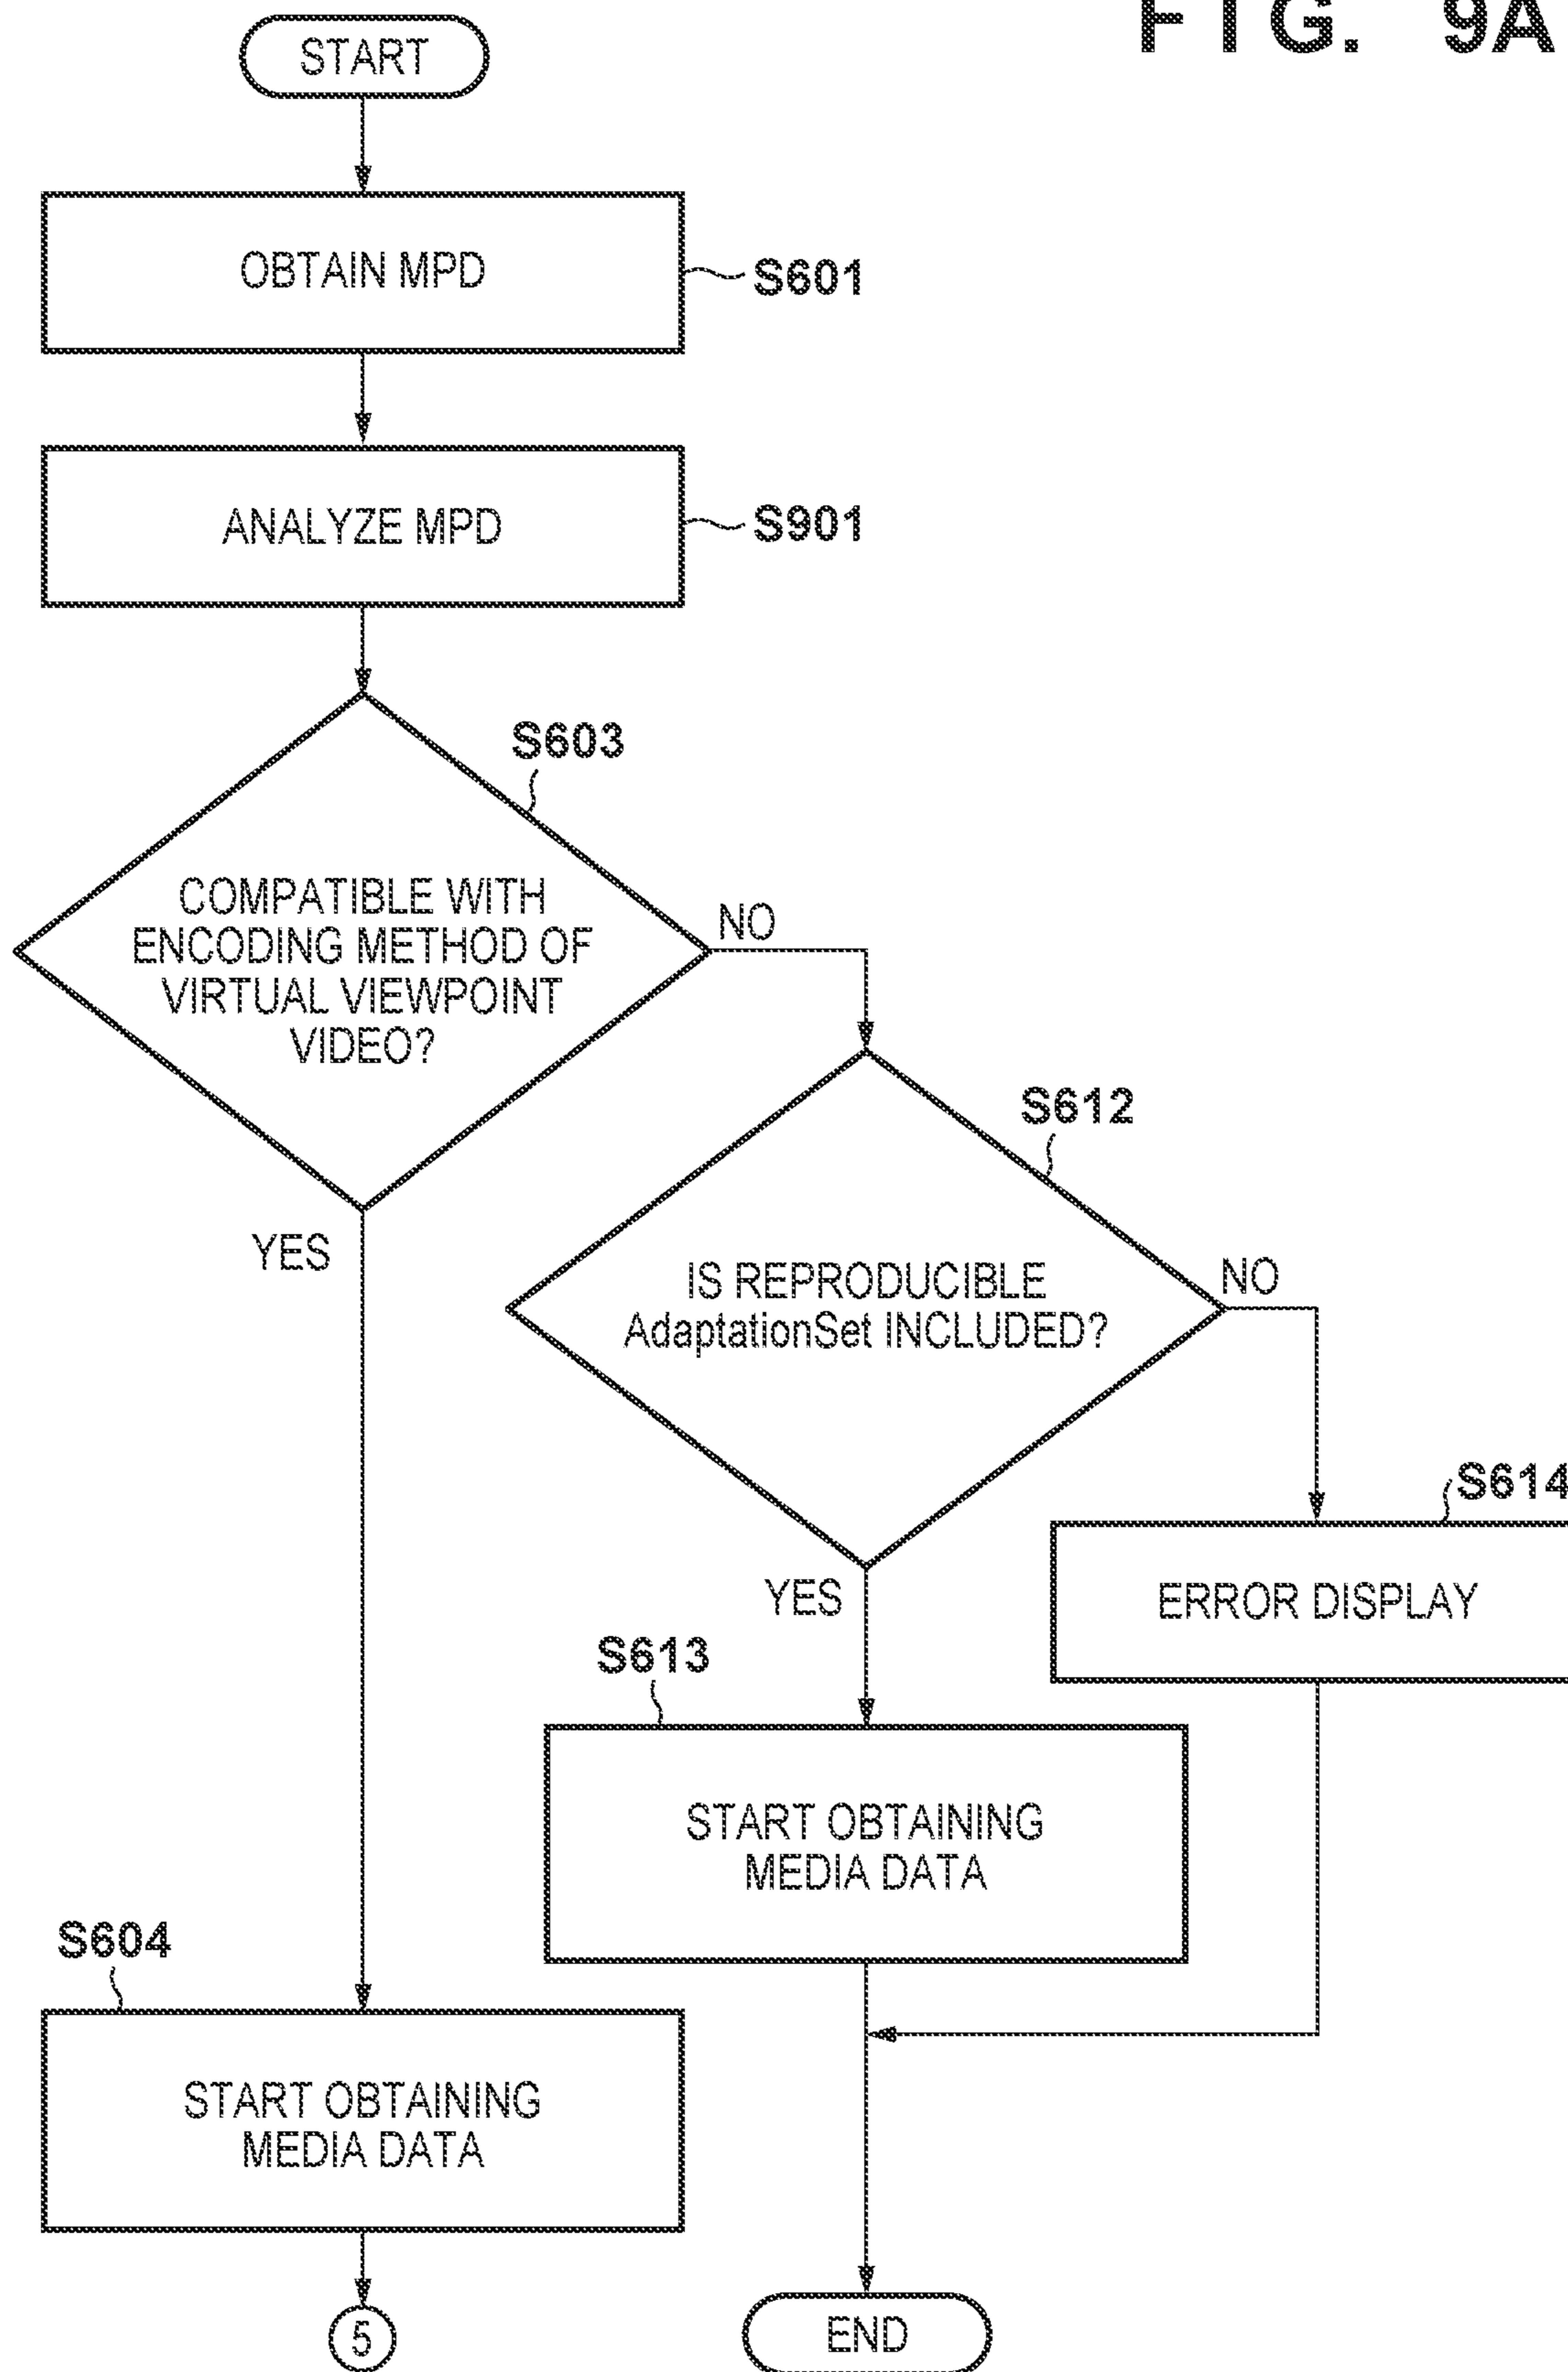 FIG. 9A
START
OBTAIN MPD
S601
ANALYZE MPD
S901
S603
COMPATIBLE WITH
ENCODING METHOD OF
VIRTUAL VIEWPOINT
VIDEO?
NO
YES
S612
IS REPRODUCIBLE
AdaptationSet INCLUDED?
NO
YES
S614
ERROR DISPLAY
S613
START OBTAINING
MEDIA DATA
S604
START OBTAINING
MEDIA DATA
5
END